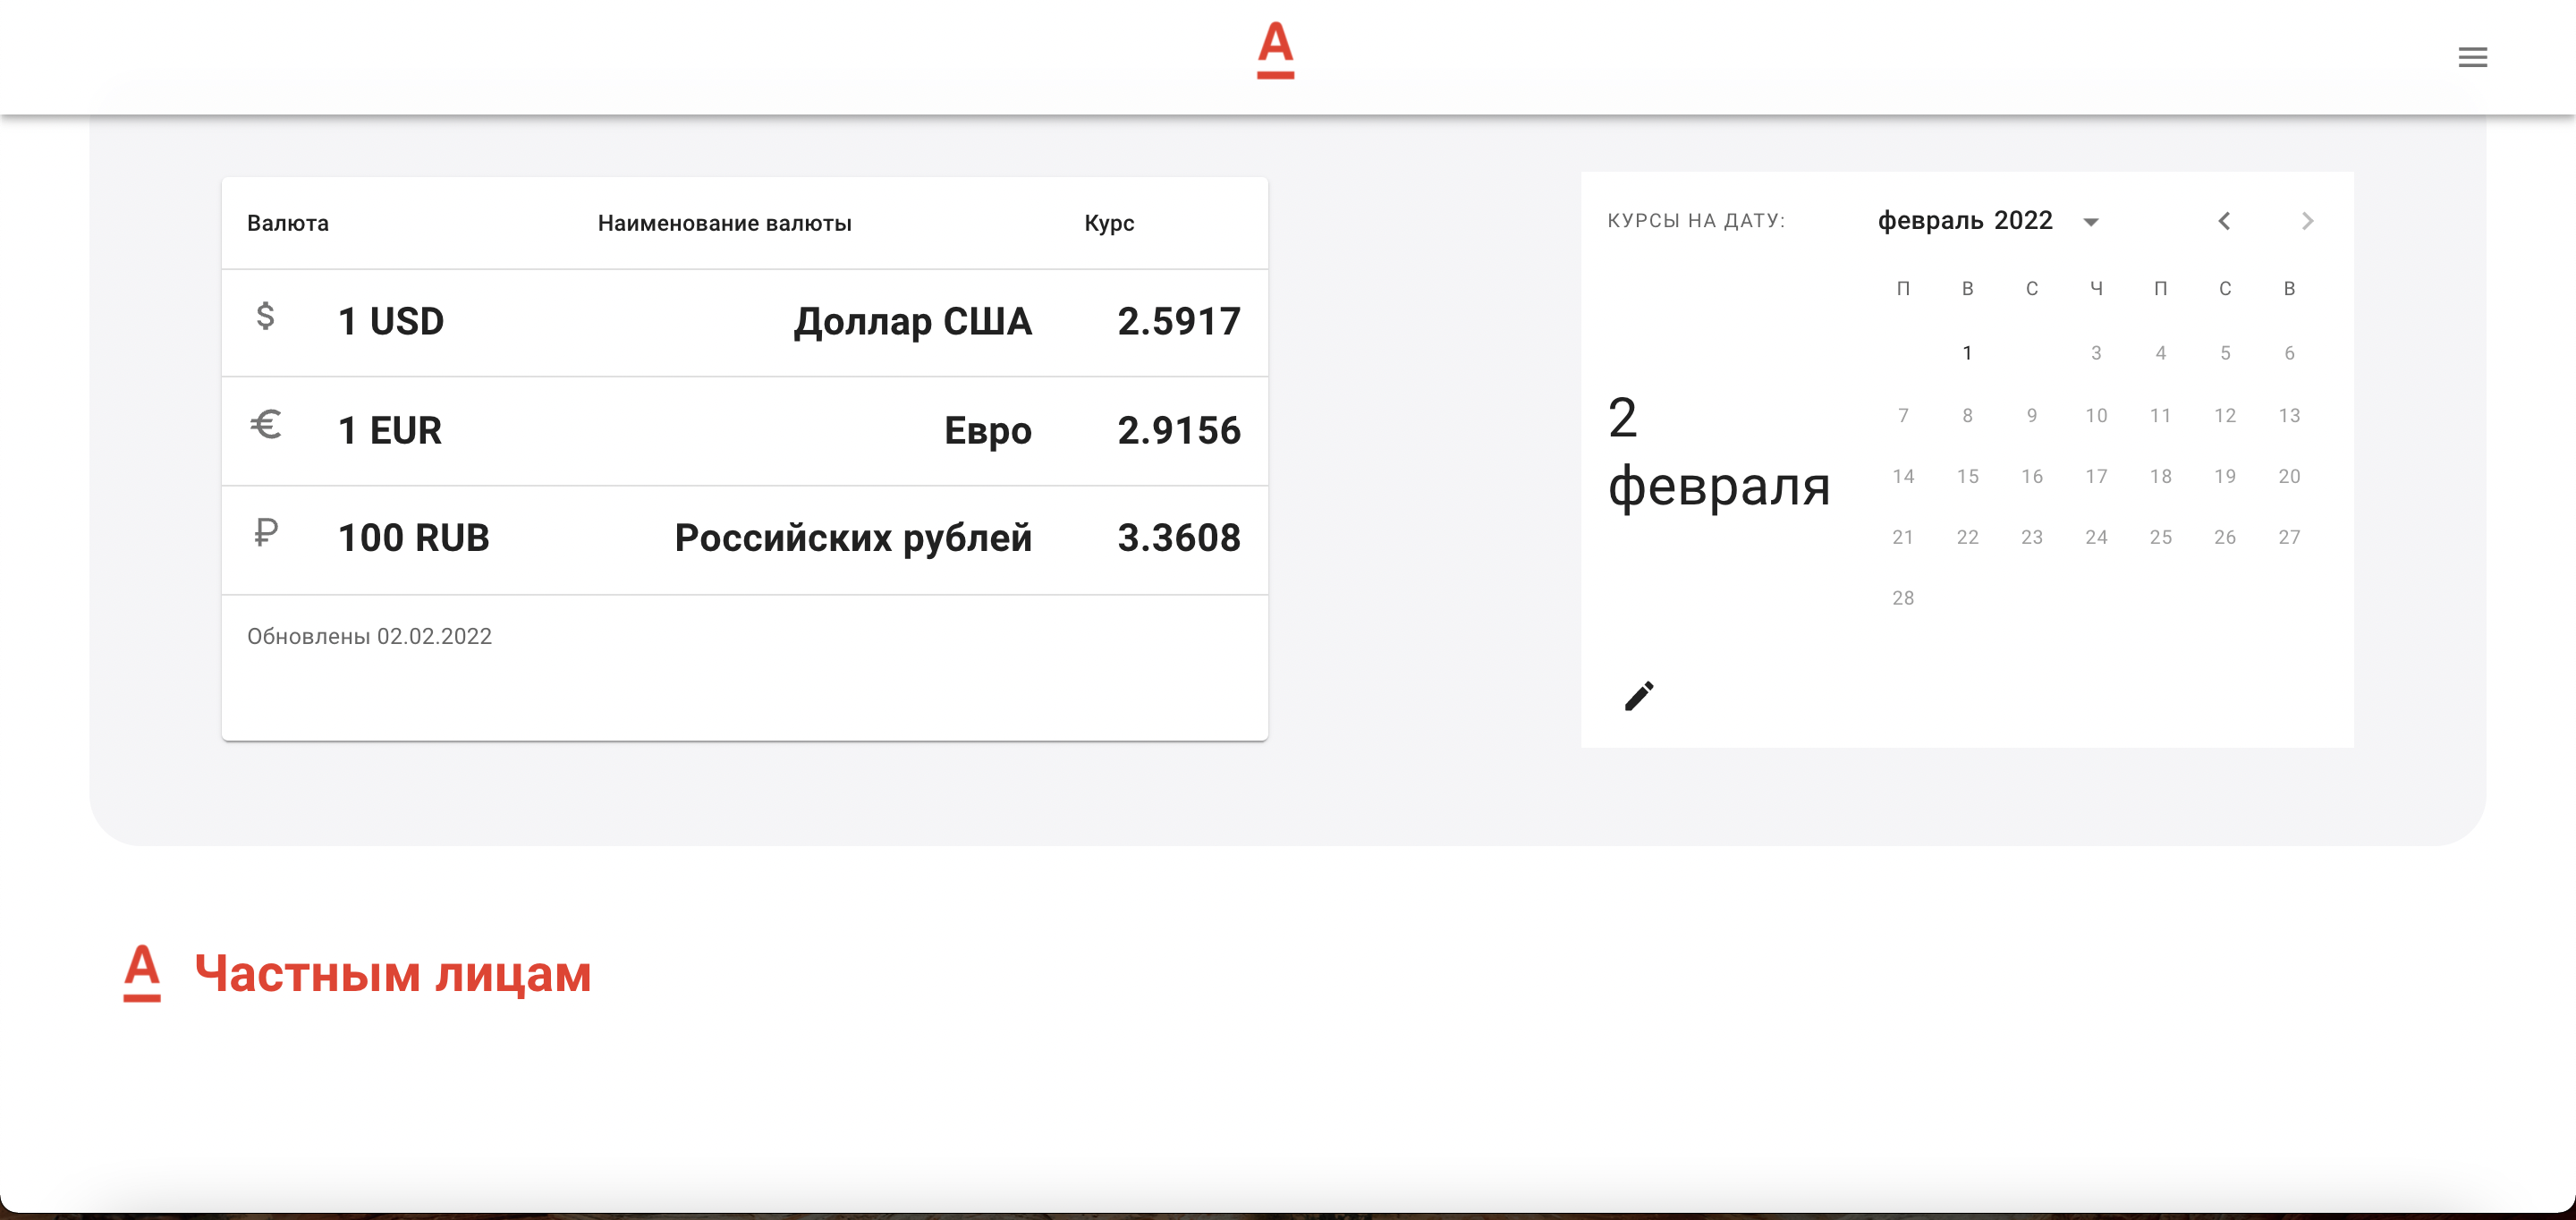 А
Валюта Наименование валюты Курс
$ 1 USD Доллар США 2.5917
€ 1 EUR Евро 2.9156
₽ 100 RUB Российских рублей 3.3608
Обновлены 02.02.2022
КУРСЫ НА ДАТУ:
2
февраля
февраль 2022
П В С Ч П С В
1 3 4 5 6
7 8 9 10 11 12 13
14 15 16 17 18 19 20
21 22 23 24 25 26 27
28
А Частным лицам